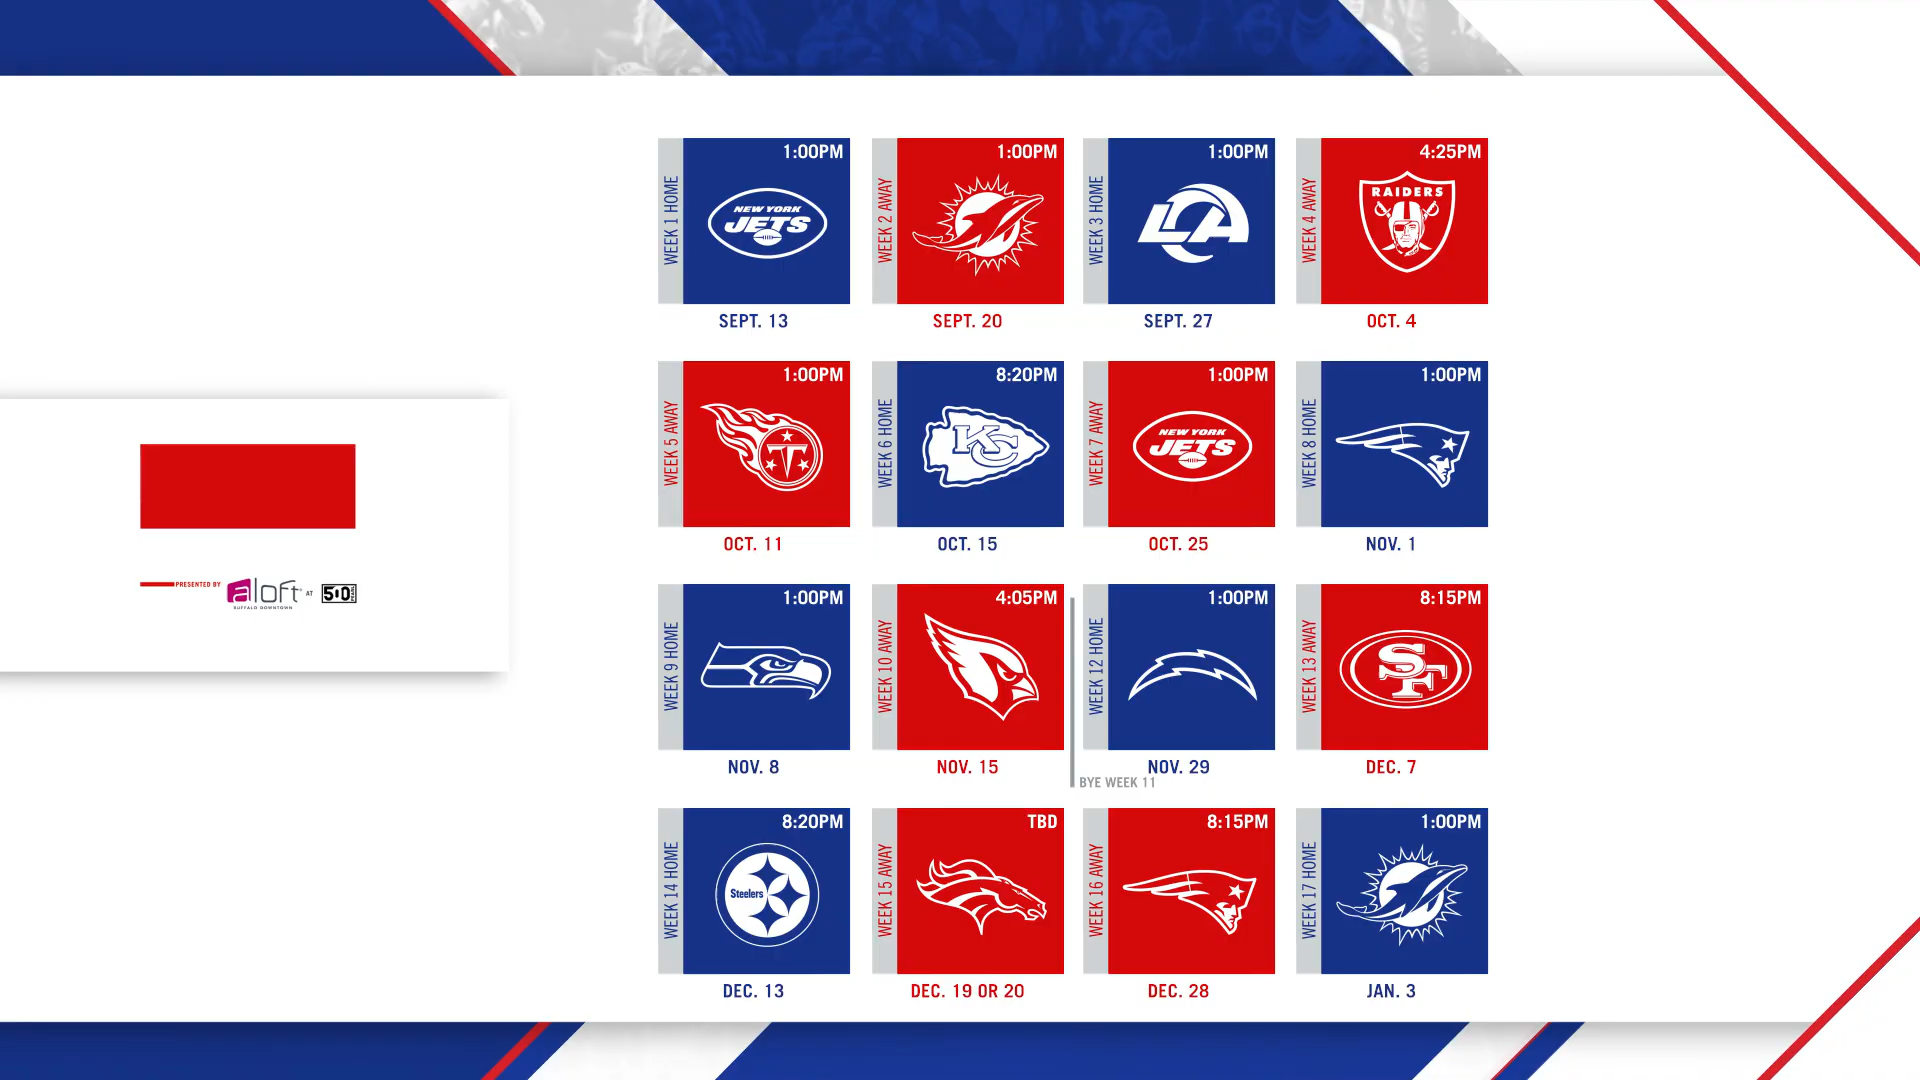 1:00PM
WEEK 1 HOME
NEW YORK
JETS
SEPT. 13
1:00PM
WEEK 2 AWAY
SEPT. 20
1:00PM
WEEK 3 HOME
LA
SEPT. 27
4:25PM
WEEK 4 AWAY
RAIDERS
OCT. 4
1:00PM
WEEK 5 AWAY
T
OCT. 11
8:20PM
WEEK 6 HOME
KC
OCT. 15
1:00PM
WEEK 7 AWAY
NEW YORK
JETS
OCT. 25
1:00PM
WEEK 8 HOME
NOV. 1
PRESENTED BY
aloft
BUFFALO DOWNTOWN
AT
500
PEARL
1:00PM
WEEK 9 HOME
NOV. 8
4:05PM
WEEK 10 AWAY
NOV. 15
BYE WEEK 11
1:00PM
WEEK 12 HOME
NOV. 29
8:15PM
WEEK 13 AWAY
SF
DEC. 7
8:20PM
WEEK 14 HOME
Steelers
DEC. 13
TBD
WEEK 15 AWAY
DEC. 19 OR 20
8:15PM
WEEK 16 AWAY
DEC. 28
1:00PM
WEEK 17 HOME
JAN. 3